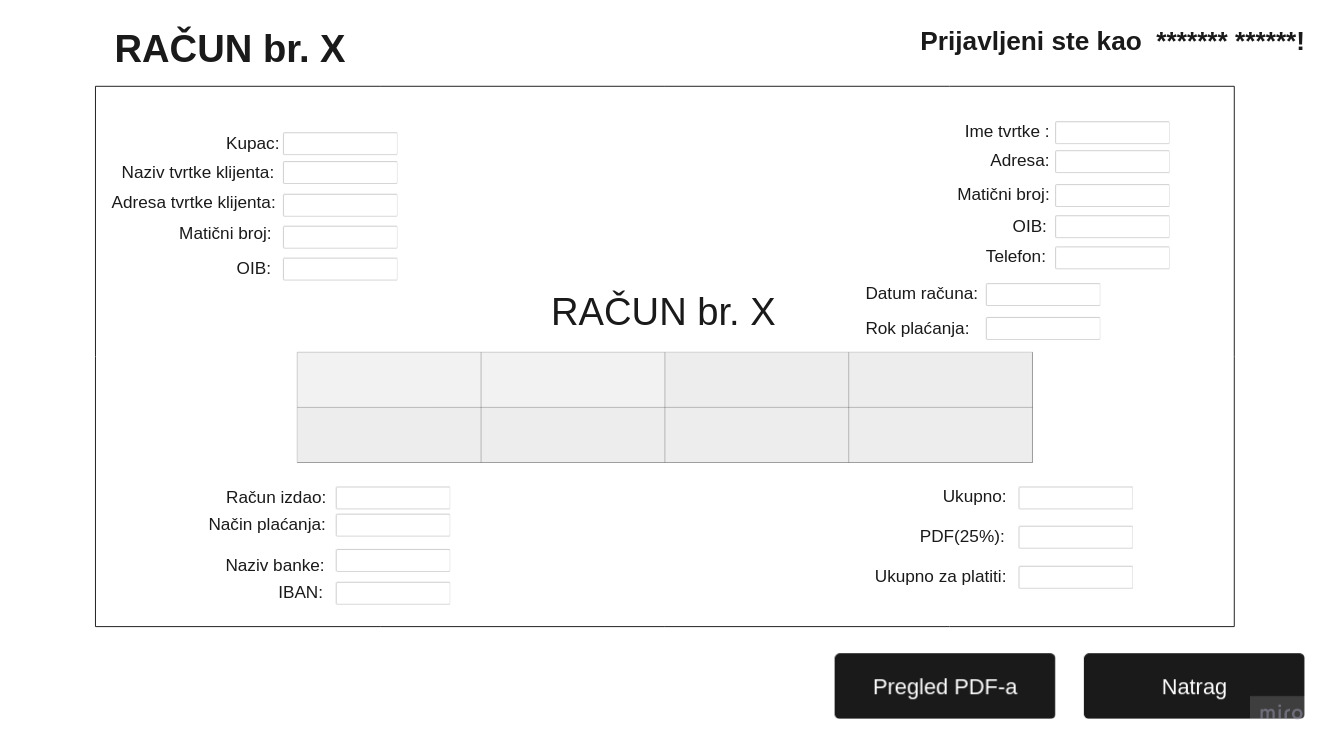 RAČUN br. X
Prijavljeni ste kao ******* ******!
Kupac:
Naziv tvrtke klijenta:
Adresa tvrtke klijenta:
Matični broj:
OIB:
Ime tvrtke :
Adresa:
Matični broj:
OIB:
Telefon:
Datum računa:
Rok plaćanja:
RAČUN br. X
Račun izdao:
Način plaćanja:
Naziv banke:
IBAN:
Ukupno:
PDF(25%):
Ukupno za platiti:
Pregled PDF-a
Natrag
miro